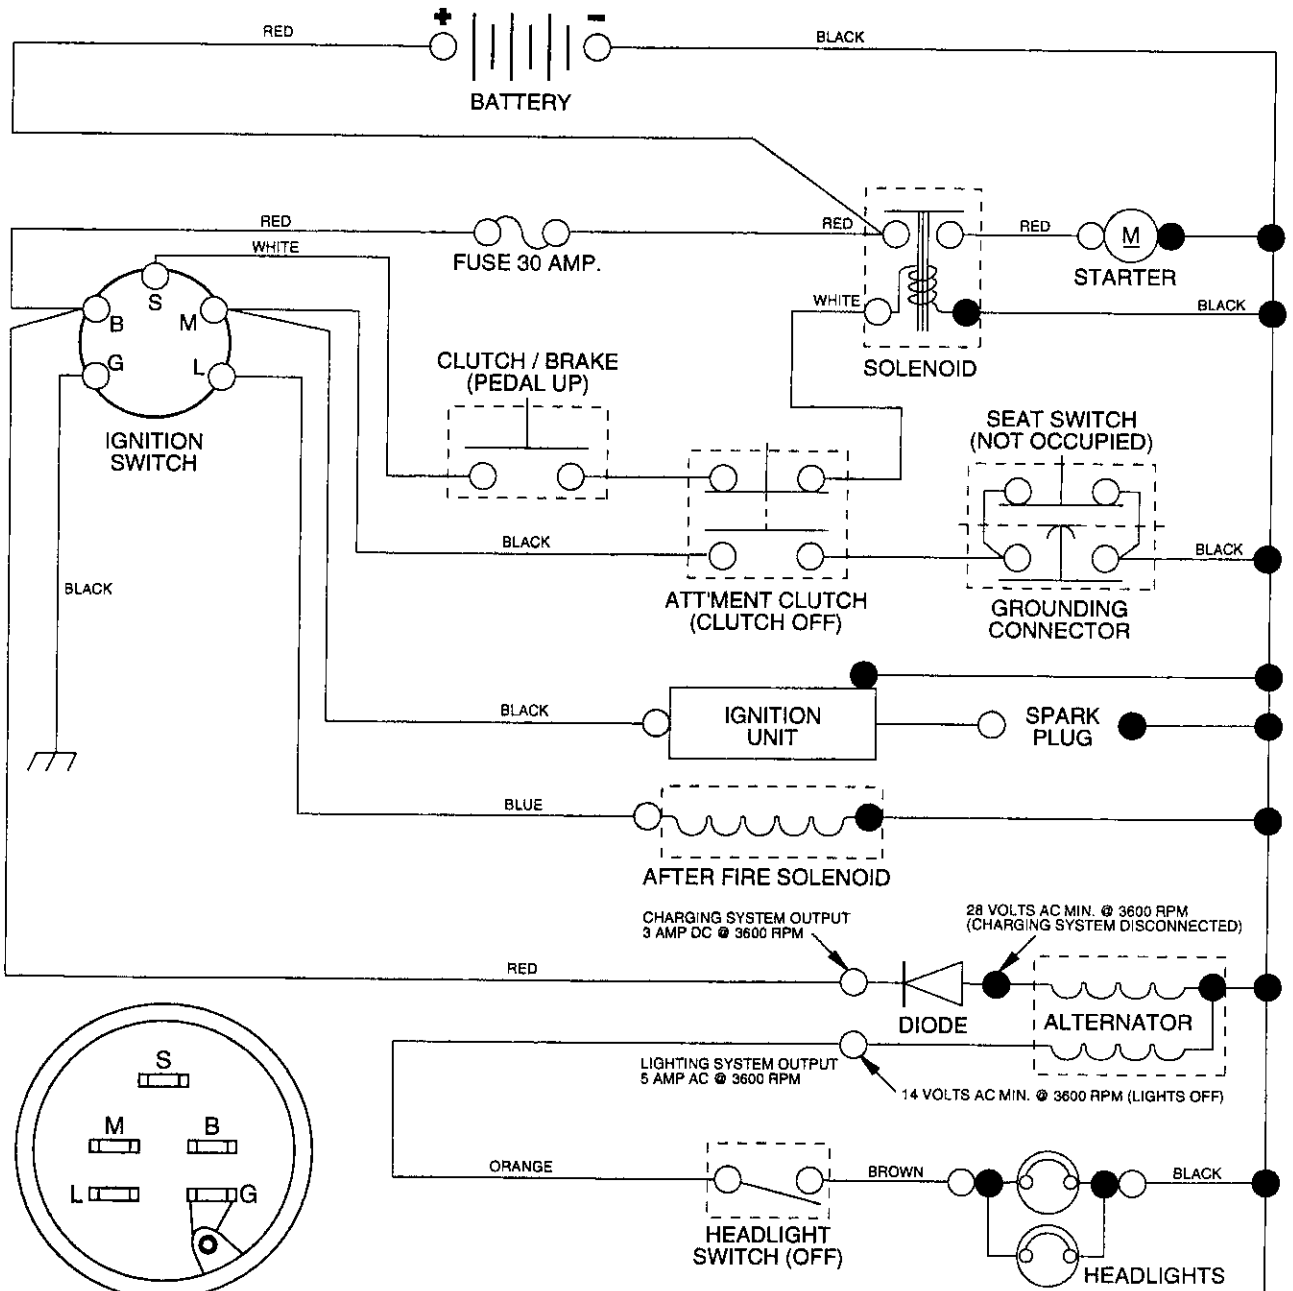 + -
RED
BLACK
BATTERY
RED
WHITE
FUSE 30 AMP.
RED
RED
M
STARTER
WHITE
BLACK
SOLENOID
S
B
M
G
L
IGNITION
SWITCH
CLUTCH / BRAKE
(PEDAL UP)
SEAT SWITCH
(NOT OCCUPIED)
BLACK
BLACK
BLACK
ATT'MENT CLUTCH
(CLUTCH OFF)
GROUNDING
CONNECTOR
BLACK
IGNITION
UNIT
SPARK
PLUG
BLUE
AFTER FIRE SOLENOID
CHARGING SYSTEM OUTPUT
3 AMP DC @ 3600 RPM
28 VOLTS AC MIN. @ 3600 RPM
(CHARGING SYSTEM DISCONNECTED)
RED
DIODE
ALTERNATOR
LIGHTING SYSTEM OUTPUT
5 AMP AC @ 3600 RPM
14 VOLTS AC MIN. @ 3600 RPM (LIGHTS OFF)
S
M
B
L
G
ORANGE
BROWN
BLACK
HEADLIGHT
SWITCH (OFF)
HEADLIGHTS